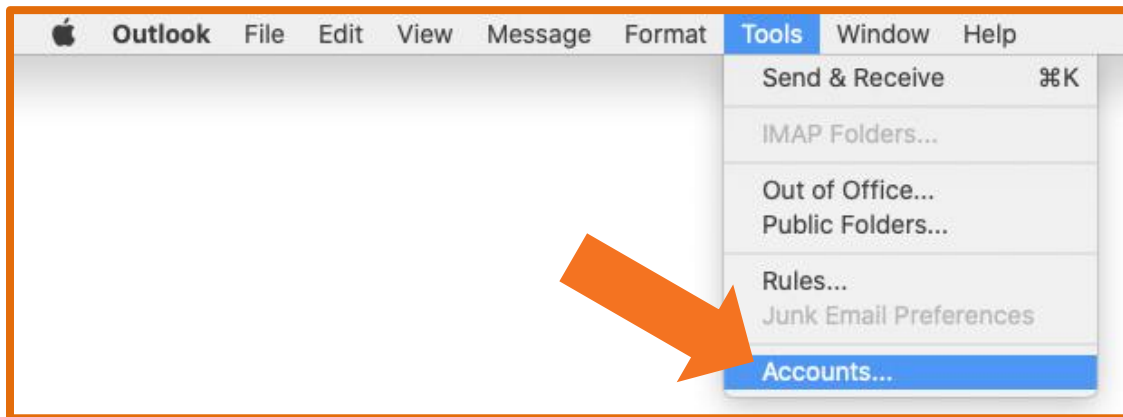 Outlook File Edit View Message Format Tools Window Help
Send & Receive ⌘K
IMAP Folders...
Out of Office...
Public Folders...
Rules...
Junk Email Preferences
Accounts...